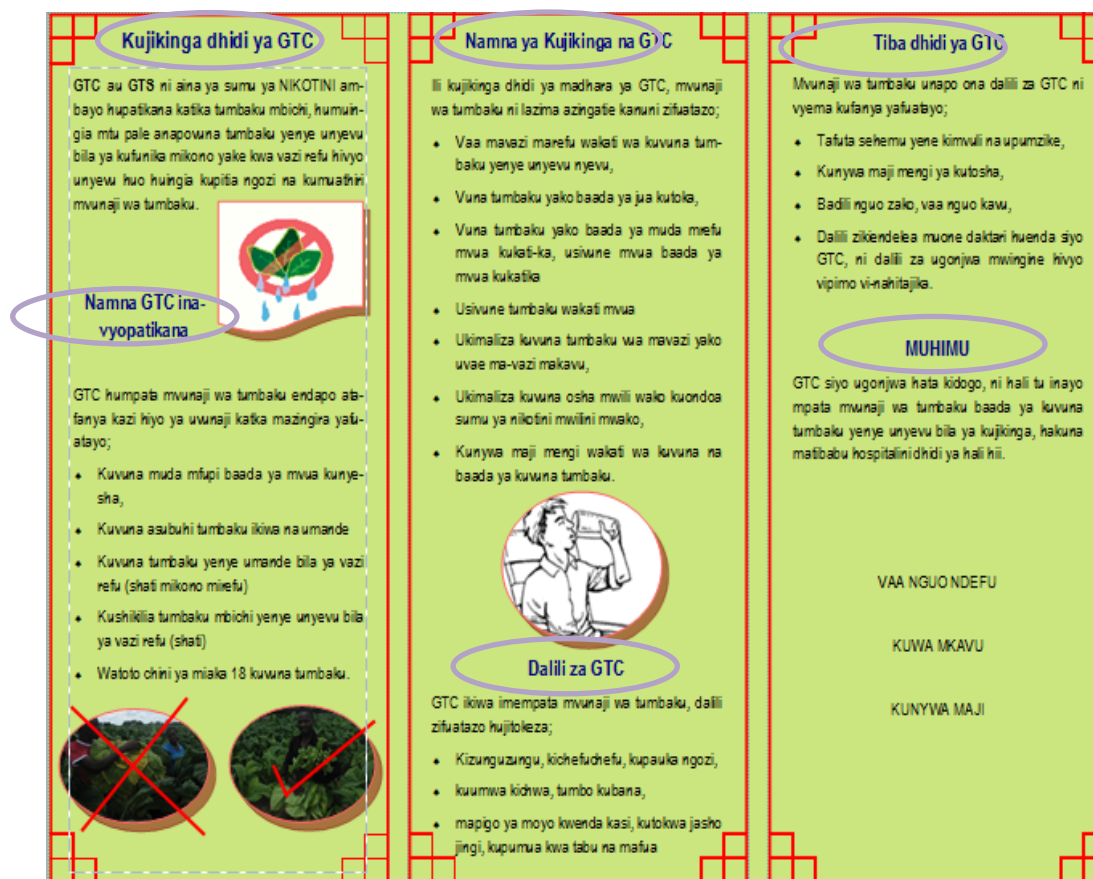 Kujikinga dhidi ya GTC
GTC au GTS ni aina ya sumu ya NIKOTINI am-
bayo hupatikana katika tumbaku mbichi, humuin-
gia mtu pale anapovuna tumbaku yenye unyevu
bila ya kufunika mikono yake kwa vazi refu hivyo
unyevu huo huingia kupitia ngozi na kumuathiri
mvunaji wa tumbaku.
Namna GTC ina-
vyopatikana
GTC humpata mvunaji wa tumbaku endapo ata-
fanya kazi hiyo ya uvunaji katka mazingira yafu-
atayo;
• Kuvuna muda mfupi baada ya mvua kunye-
sha,
• Kuvuna asubuhi tumbaku ikiwa na umande
• Kuvuna tumbaku yenye umande bila ya vazi
refu (shati mikono mirefu)
• Kushikilia tumbaku mbichi yenye unyevu bila
ya vazi refu (shati)
• Watoto chini ya miaka 18 kuvuna tumbaku.
Namna ya Kujikinga na GTC
Ili kujikinga dhidi ya madhara ya GTC, mvunaji
wa tumbaku ni lazima azingatie kanuni zifuatazo;
• Vaa mavazi marefu wakati wa kuvuna tum-
baku yenye unyevu nyevu,
• Vuna tumbaku yako baada ya jua kutoka,
• Vuna tumbaku yako baada ya muda mrefu
mvua kukati-ka, usivune mvua baada ya
mvua kukatika
• Usivune tumbaku wakati mvua
• Ukimaliza kuvuna tumbaku vua mavazi yako
uvae ma-vazi makavu,
• Ukimaliza kuvuna osha mwili wako kuondoa
sumu ya nikotini mwilini mwako,
• Kunywa maji mengi wakati wa kuvuna na
baada ya kuvuna tumbaku.
Dalili za GTC
GTC ikiwa imempata mvunaji wa tumbaku, dalili
zifuatazo hujitokeza;
• Kizunguzungu, kichefuchefu, kupauka ngozi,
• kuumwa kichwa, tumbo kubana,
• mapigo ya moyo kwenda kasi, kutokwa jasho
jingi, kupumua kwa tabu na mafua
Tiba dhidi ya GTC
Mvunaji wa tumbaku unapo ona dalili za GTC ni
vyema kufanya yafuatayo;
• Tafuta sehemu yene kimvuli na upumzike,
• Kunywa maji mengi ya kutosha,
• Badili nguo zako, vaa nguo kavu,
• Dalili zikiendelea muone daktari huenda siyo
GTC, ni dalili za ugonjwa mwingine hivyo
vipimo vi-nahitajika.
MUHIMU
GTC siyo ugonjwa hata kidogo, ni hali tu inayo
mpata mvunaji wa tumbaku baada ya kuvuna
tumbaku yenye unyevu bila ya kujikinga, hakuna
matibabu hospitalini dhidi ya hali hii.
VAA NGUO NDEFU
KUWA MKAVU
KUNYWA MAJI